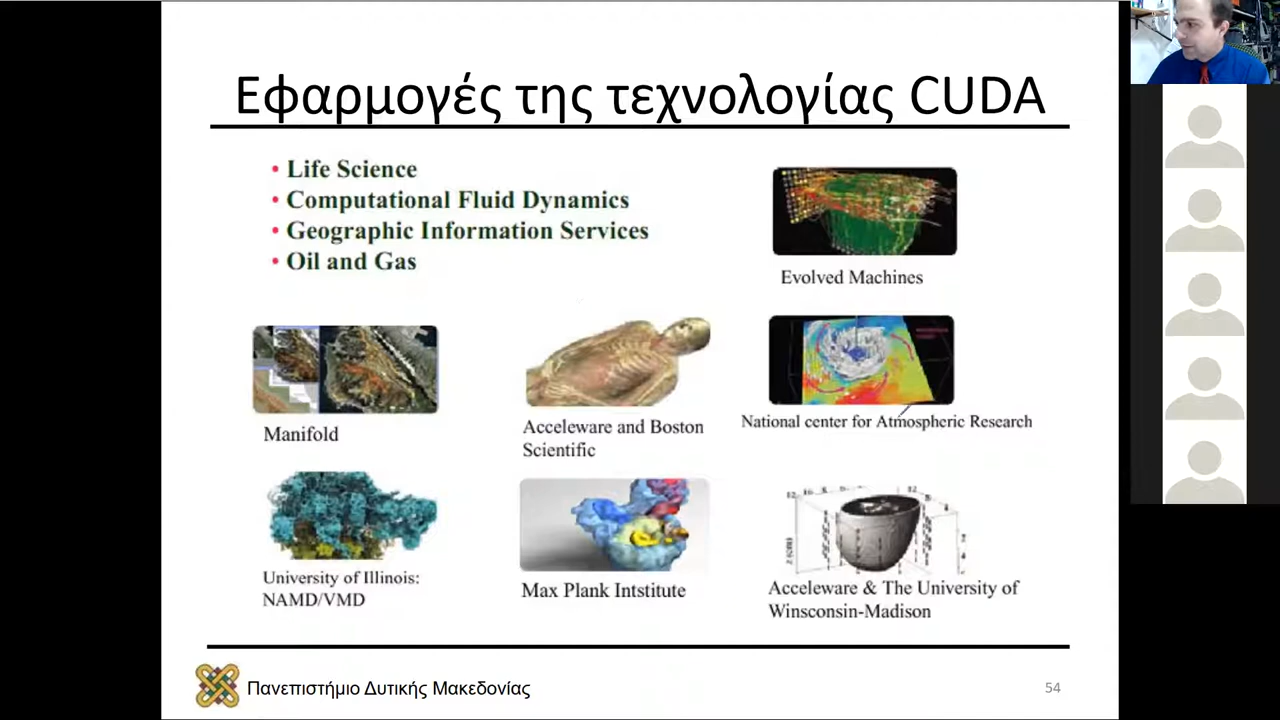 Εφαρμογές της τεχνολογίας CUDA
• Life Science
• Computational Fluid Dynamics
• Geographic Information Services
• Oil and Gas
Evolved Machines
Manifold
Acceleware and Boston
Scientific
National center for Atmospheric Research
University of Illinois:
NAMD/VMD
Max Plank Intstitute
Acceleware & The University of
Winsconsin-Madison
Πανεπιστήμιο Δυτικής Μακεδονίας
54